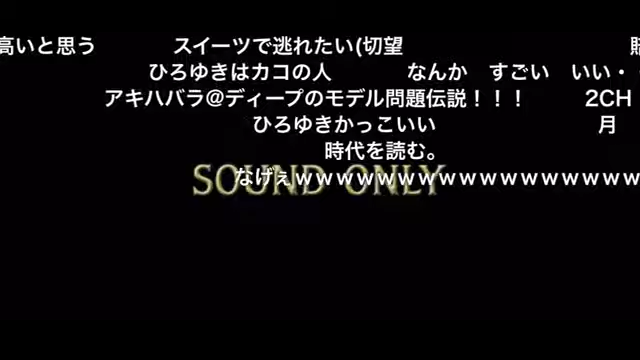 高いと思う スイーツで逃れたい(切望
ひろゆきはカコの人 なんか すごい いい・
アキハバラ@ディープのモデル問題伝説！！！ 2CH
ひろゆきかっこいい 月
時代を読む。
なげぇｗｗｗｗｗｗｗｗｗｗｗｗｗｗｗｗｗ
SOUND ONLY